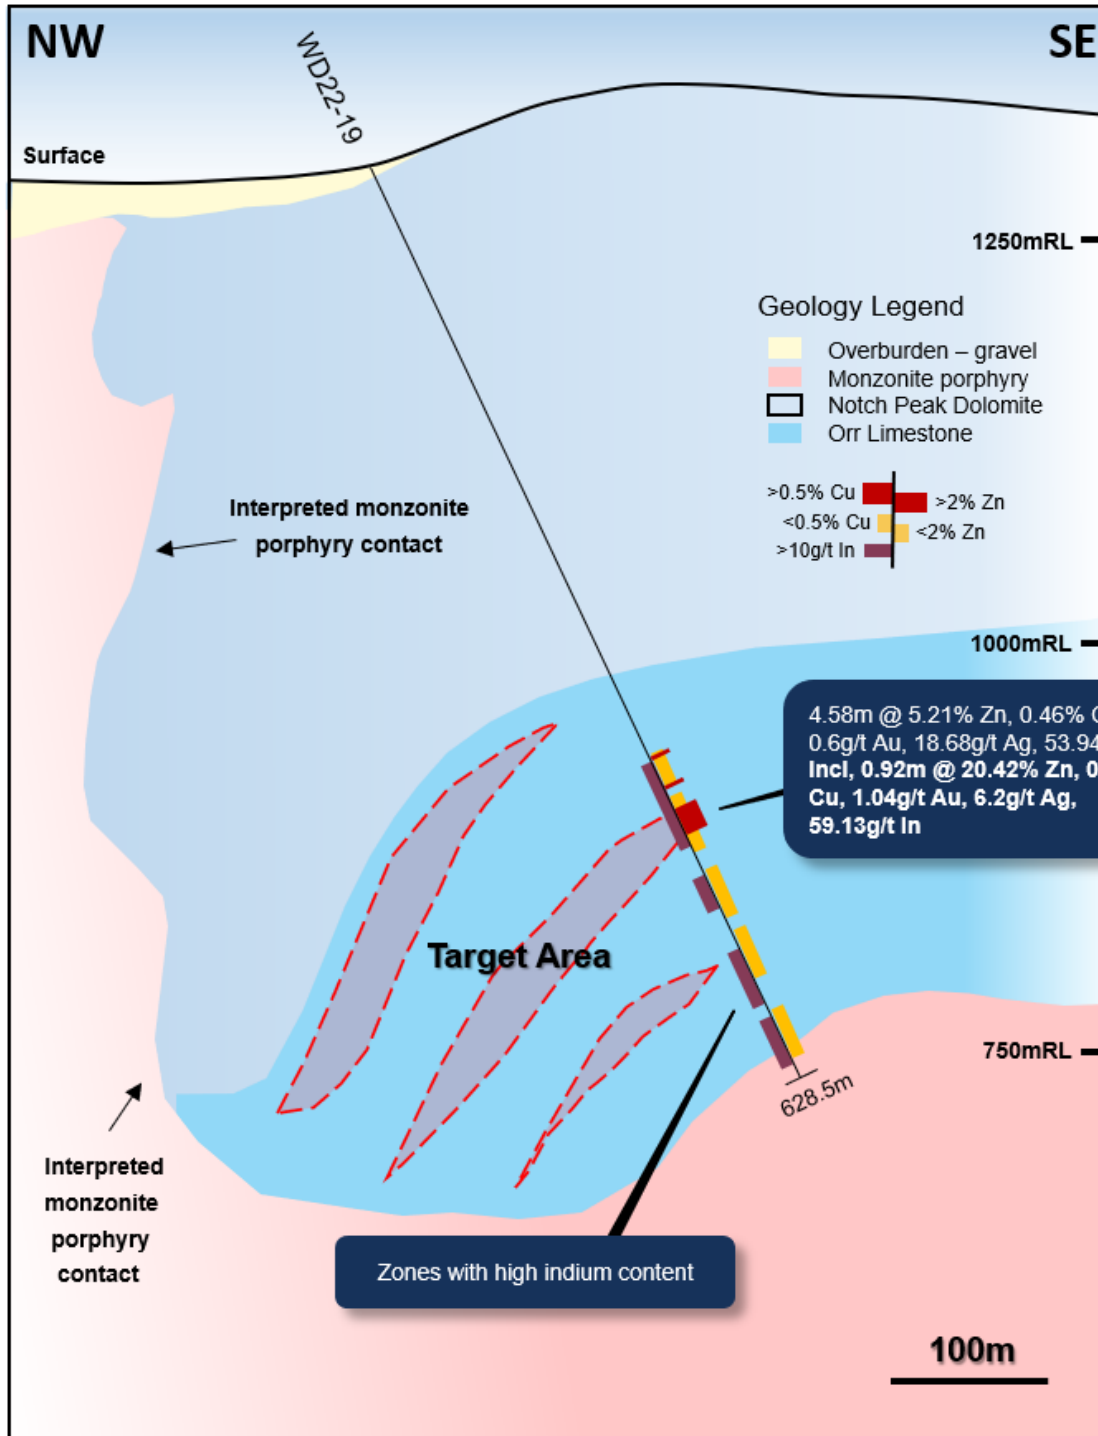 NW
SE
WD22-19
Surface
1250mRL
Geology Legend
Overburden – gravel
Monzonite porphyry
Notch Peak Dolomite
Orr Limestone
>0.5% Cu
>2% Zn
<0.5% Cu
<2% Zn
>10g/t In
Interpreted monzonite
porphyry contact
1000mRL
4.58m @ 5.21% Zn, 0.46%
0.6g/t Au, 18.68g/t Ag, 53.94
Incl, 0.92m @ 20.42% Zn, 0
Cu, 1.04g/t Au, 6.2g/t Ag,
59.13g/t In
Target Area
750mRL
628.5m
Interpreted
monzonite
porphyry
contact
Zones with high indium content
100m